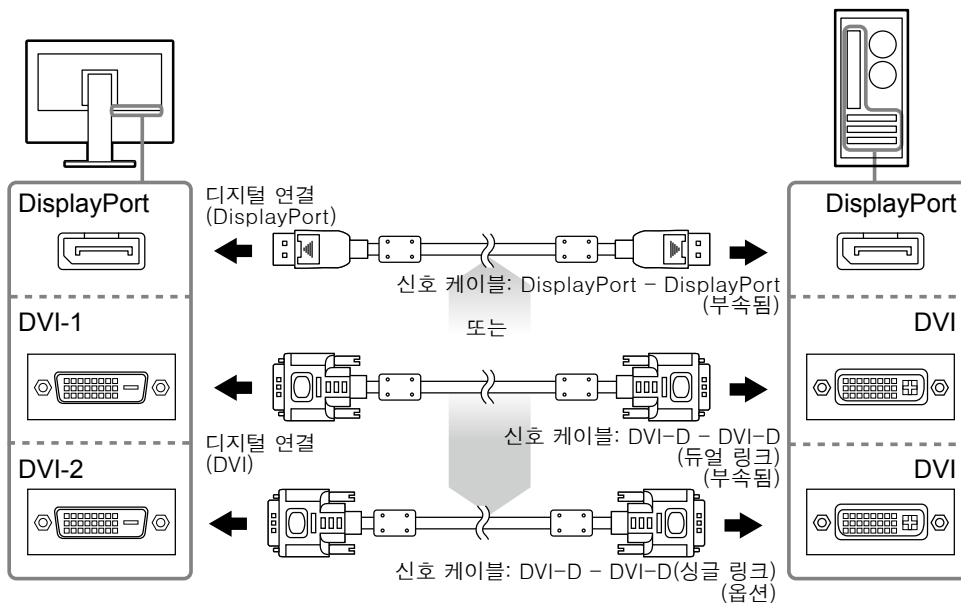 DisplayPort
디지털 연결
(DisplayPort)
DisplayPort
신호 케이블: DisplayPort – DisplayPort
(부속됨)
또는
DVI-1
DVI
신호 케이블: DVI-D – DVI-D
(듀얼 링크)
(부속됨)
디지털 연결
(DVI)
DVI-2
DVI
신호 케이블: DVI-D – DVI-D(싱글 링크)
(옵션)